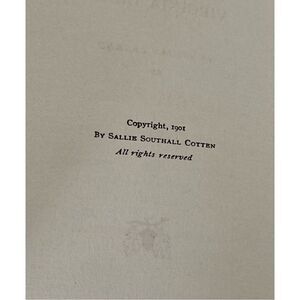 Copyright, 1901
By Sallie Southall Cotten
All rights reserved